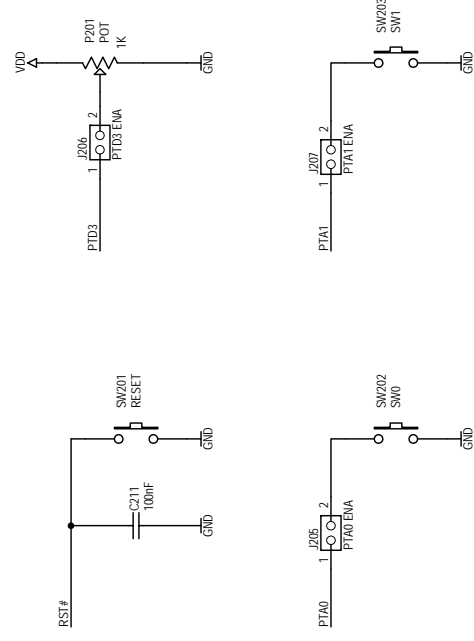 VDD
P201
POT
1K
GND
J206
1
2
PTD3 ENA
PTD3
SW203
SW1
GND
J207
1
2
PTA1 ENA
PTA1
SW201
RESET
GND
C211
100nF
GND
RST#
SW202
SW0
GND
J205
1
2
PTA0 ENA
PTA0